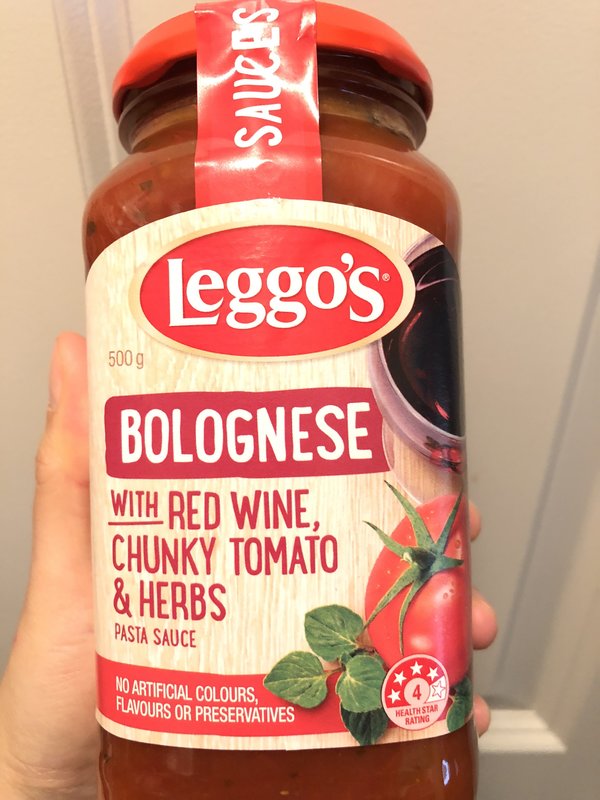 SAUCES
Leggo's®
500 g
BOLOGNESE
WITH RED WINE,
CHUNKY TOMATO
& HERBS
PASTA SAUCE
NO ARTIFICIAL COLOURS,
FLAVOURS OR PRESERVATIVES
4
HEALTH STAR
RATING